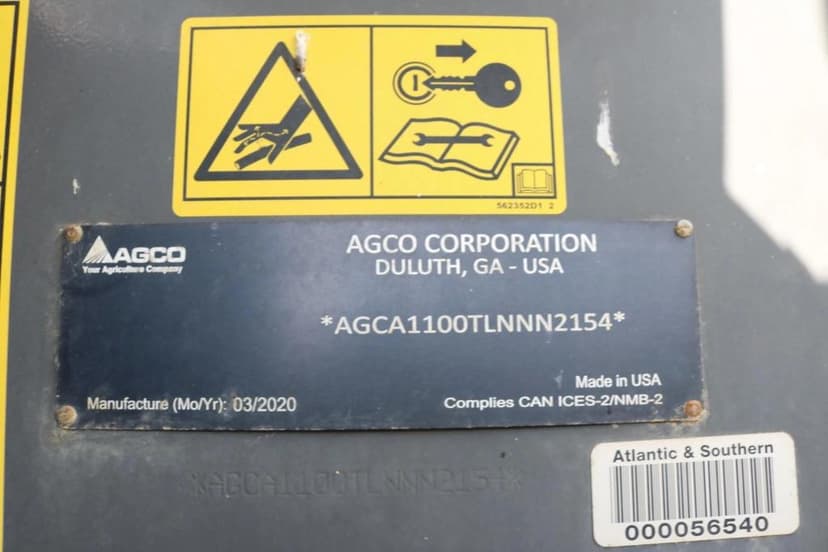 562352D1 2
AGCO
Your Agriculture Company
AGCO CORPORATION
DULUTH, GA - USA
*AGCA1100TLNNN2154*
Made in USA
Manufacture (Mo/Yr): 03/2020
Complies CAN ICES-2/NMB-2
*AGCA1100TLNNN2154*
Atlantic & Southern
000056540